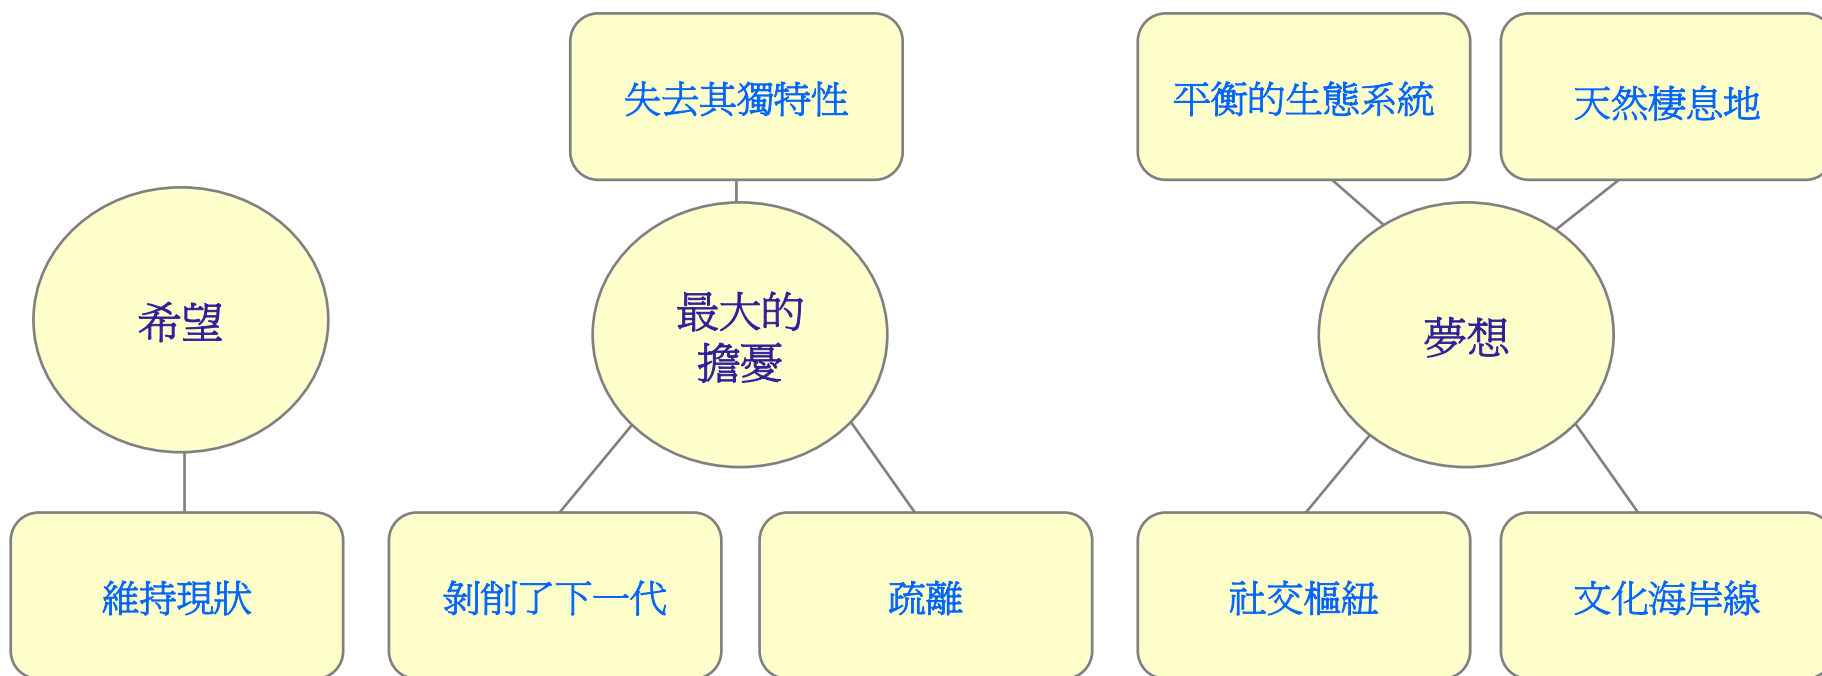 失去其獨特性
平衡的生態系統
天然棲息地
希望
最大的
擔憂
夢想
維持現狀
剝削了下一代
疏離
社交樞紐
文化海岸線